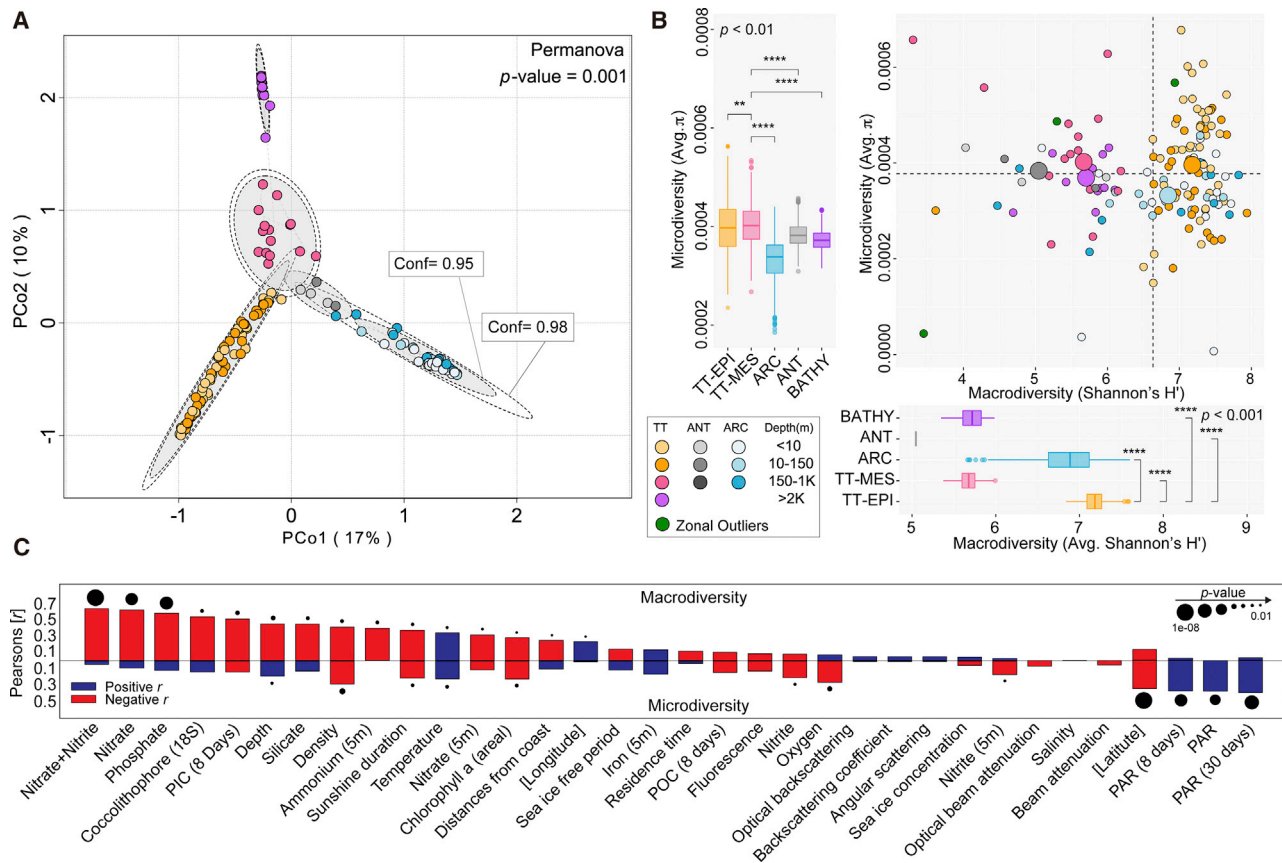 A
Permanova
p-value = 0.001
Conf= 0.95
Conf= 0.98
PCo2 ( 10 % )
2
1
0
-1
-1
0
1
2
PCo1 ( 17% )
B
p < 0.01
****
****
**
****
Microdiversity (Avg. π)
0.0008
0.0006
0.0004
0.0002
TT-EPI
TT-MES
ARC
ANT
BATHY
Microdiversity (Avg. π)
0.0006
0.0004
0.0002
0.0000
4
5
6
7
8
Macrodiversity (Shannon's H')
TT ANT ARC Depth(m)
<10
10-150
150-1K
>2K
Zonal Outliers
BATHY
ANT
ARC
TT-MES
TT-EPI
p < 0.001
****
****
****
****
5
6
7
8
9
Macrodiversity (Avg. Shannon's H')
C
Pearsons [r]
0.7
0.5
0.3
0.1
0.1
0.3
0.5
Macrodiversity
Microdiversity
Positive r
Negative r
p-value
1e-08
0.01
Nitrate+Nitrite
Nitrate
Phosphate
Coccolithophore (18S)
PIC (8 Days)
Depth
Silicate
Density
Ammonium (5m)
Sunshine duration
Temperature
Nitrate (5m)
Chlorophyll a (areal)
Distances from coast
[Longitude]
Sea ice free period
Iron (5m)
Residence time
POC (8 days)
Fluorescence
Nitrite
Oxygen
Optical backscattering
Backscattering coefficient
Angular scattering
Sea ice concentration
Nitrite (5m)
Optical beam attenuation
Salinity
Beam attenuation
[Latitute]
PAR (8 days)
PAR
PAR (30 days)